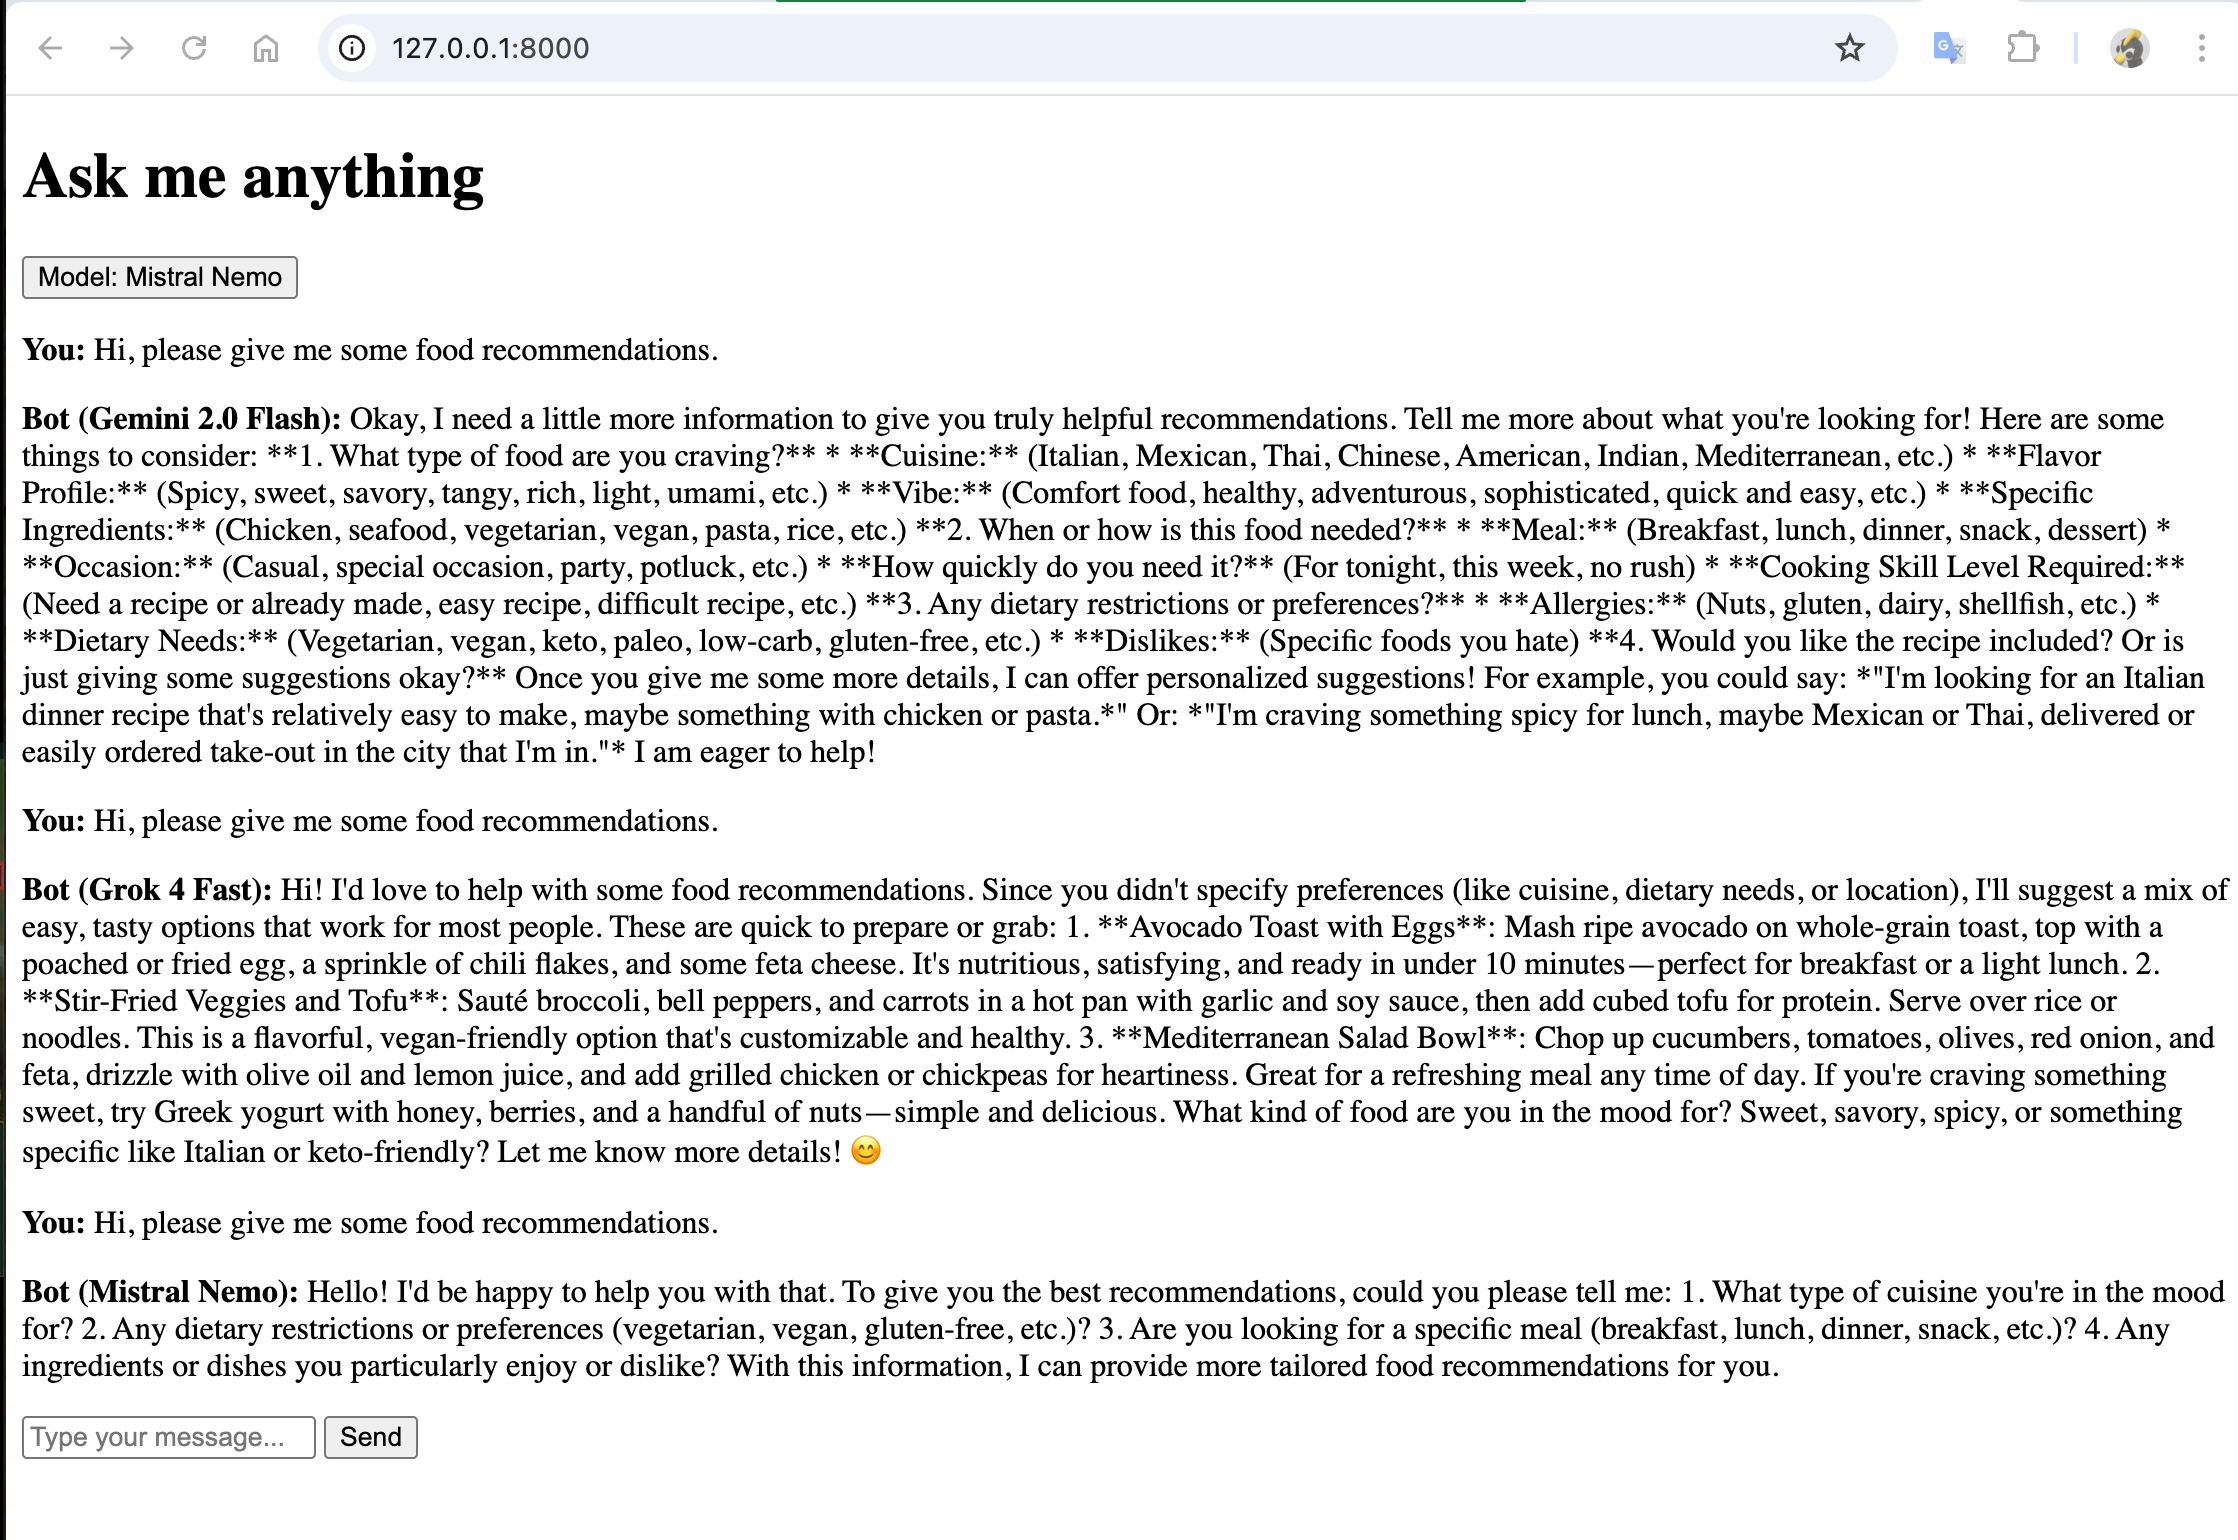 127.0.0.1:8000
Ask me anything
Model: Mistral Nemo
You: Hi, please give me some food recommendations.
Bot (Gemini 2.0 Flash): Okay, I need a little more information to give you truly helpful recommendations. Tell me more about what you're looking for! Here are some
things to consider: **1. What type of food are you craving?** * **Cuisine:** (Italian, Mexican, Thai, Chinese, American, Indian, Mediterranean, etc.) * **Flavor
Profile:** (Spicy, sweet, savory, tangy, rich, light, umami, etc.) * **Vibe:** (Comfort food, healthy, adventurous, sophisticated, quick and easy, etc.) * **Specific
Ingredients:** (Chicken, seafood, vegetarian, vegan, pasta, rice, etc.) **2. When or how is this food needed?** * **Meal:** (Breakfast, lunch, dinner, snack, dessert) *
**Occasion:** (Casual, special occasion, party, potluck, etc.) * **How quickly do you need it?** (For tonight, this week, no rush) * **Cooking Skill Level Required:**
(Need a recipe or already made, easy recipe, difficult recipe, etc.) **3. Any dietary restrictions or preferences?** * **Allergies:** (Nuts, gluten, dairy, shellfish, etc.) *
**Dietary Needs:** (Vegetarian, vegan, keto, paleo, low-carb, gluten-free, etc.) * **Dislikes:** (Specific foods you hate) **4. Would you like the recipe included? Or is
just giving some suggestions okay?** Once you give me some more details, I can offer personalized suggestions! For example, you could say: *"I'm looking for an Italian
dinner recipe that's relatively easy to make, maybe something with chicken or pasta.*" Or: *"I'm craving something spicy for lunch, maybe Mexican or Thai, delivered or
easily ordered take-out in the city that I'm in."* I am eager to help!
You: Hi, please give me some food recommendations.
Bot (Grok 4 Fast): Hi! I'd love to help with some food recommendations. Since you didn't specify preferences (like cuisine, dietary needs, or location), I'll suggest a mix of
easy, tasty options that work for most people. These are quick to prepare or grab: 1. **Avocado Toast with Eggs**: Mash ripe avocado on whole-grain toast, top with a
poached or fried egg, a sprinkle of chili flakes, and some feta cheese. It's nutritious, satisfying, and ready in under 10 minutes—perfect for breakfast or a light lunch. 2.
**Stir-Fried Veggies and Tofu**: Sauté broccoli, bell peppers, and carrots in a hot pan with garlic and soy sauce, then add cubed tofu for protein. Serve over rice or
noodles. This is a flavorful, vegan-friendly option that's customizable and healthy. 3. **Mediterranean Salad Bowl**: Chop up cucumbers, tomatoes, olives, red onion, and
feta, drizzle with olive oil and lemon juice, and add grilled chicken or chickpeas for heartiness. Great for a refreshing meal any time of day. If you're craving something
sweet, try Greek yogurt with honey, berries, and a handful of nuts—simple and delicious. What kind of food are you in the mood for? Sweet, savory, spicy, or something
specific like Italian or keto-friendly? Let me know more details! 😊
You: Hi, please give me some food recommendations.
Bot (Mistral Nemo): Hello! I'd be happy to help you with that. To give you the best recommendations, could you please tell me: 1. What type of cuisine you're in the mood
for? 2. Any dietary restrictions or preferences (vegetarian, vegan, gluten-free, etc.)? 3. Are you looking for a specific meal (breakfast, lunch, dinner, snack, etc.)? 4. Any
ingredients or dishes you particularly enjoy or dislike? With this information, I can provide more tailored food recommendations for you.
Type your message... Send